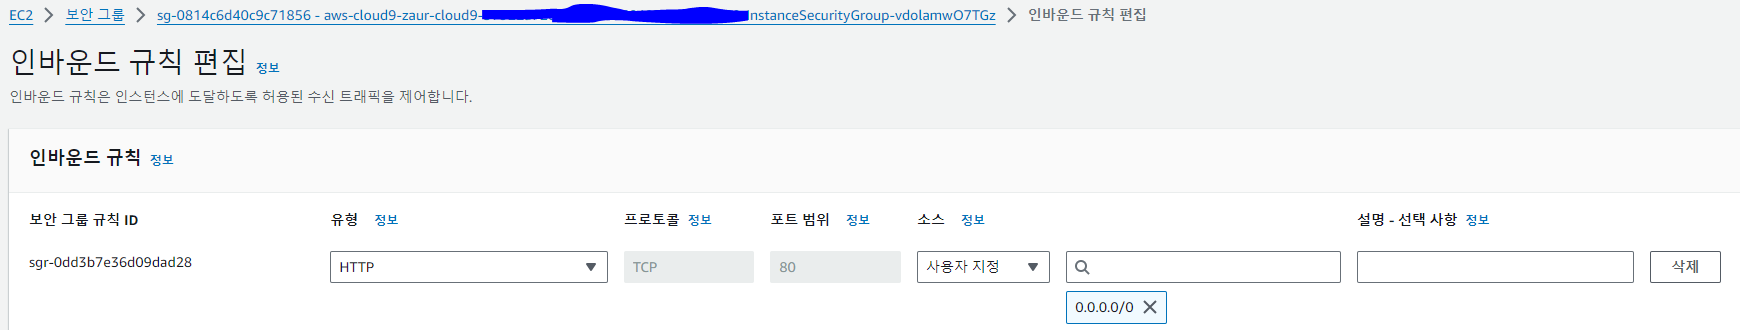 EC2 > 보안 그룹 > sg-0814c6d40c9c71856 - aws-cloud9-zaur-cloud9- InstanceSecurityGroup-vdolamwO7TGz > 인바운드 규칙 편집
인바운드 규칙 편집 정보
인바운드 규칙은 인스턴스에 도달하도록 허용된 수신 트래픽을 제어합니다.
인바운드 규칙 정보
보안 그룹 규칙 ID 유형 정보 프로토콜 정보 포트 범위 정보 소스 정보 설명 - 선택 사항 정보
sgr-0dd3b7e36d09dad28 HTTP TCP 80 사용자 지정 삭제
0.0.0.0/0